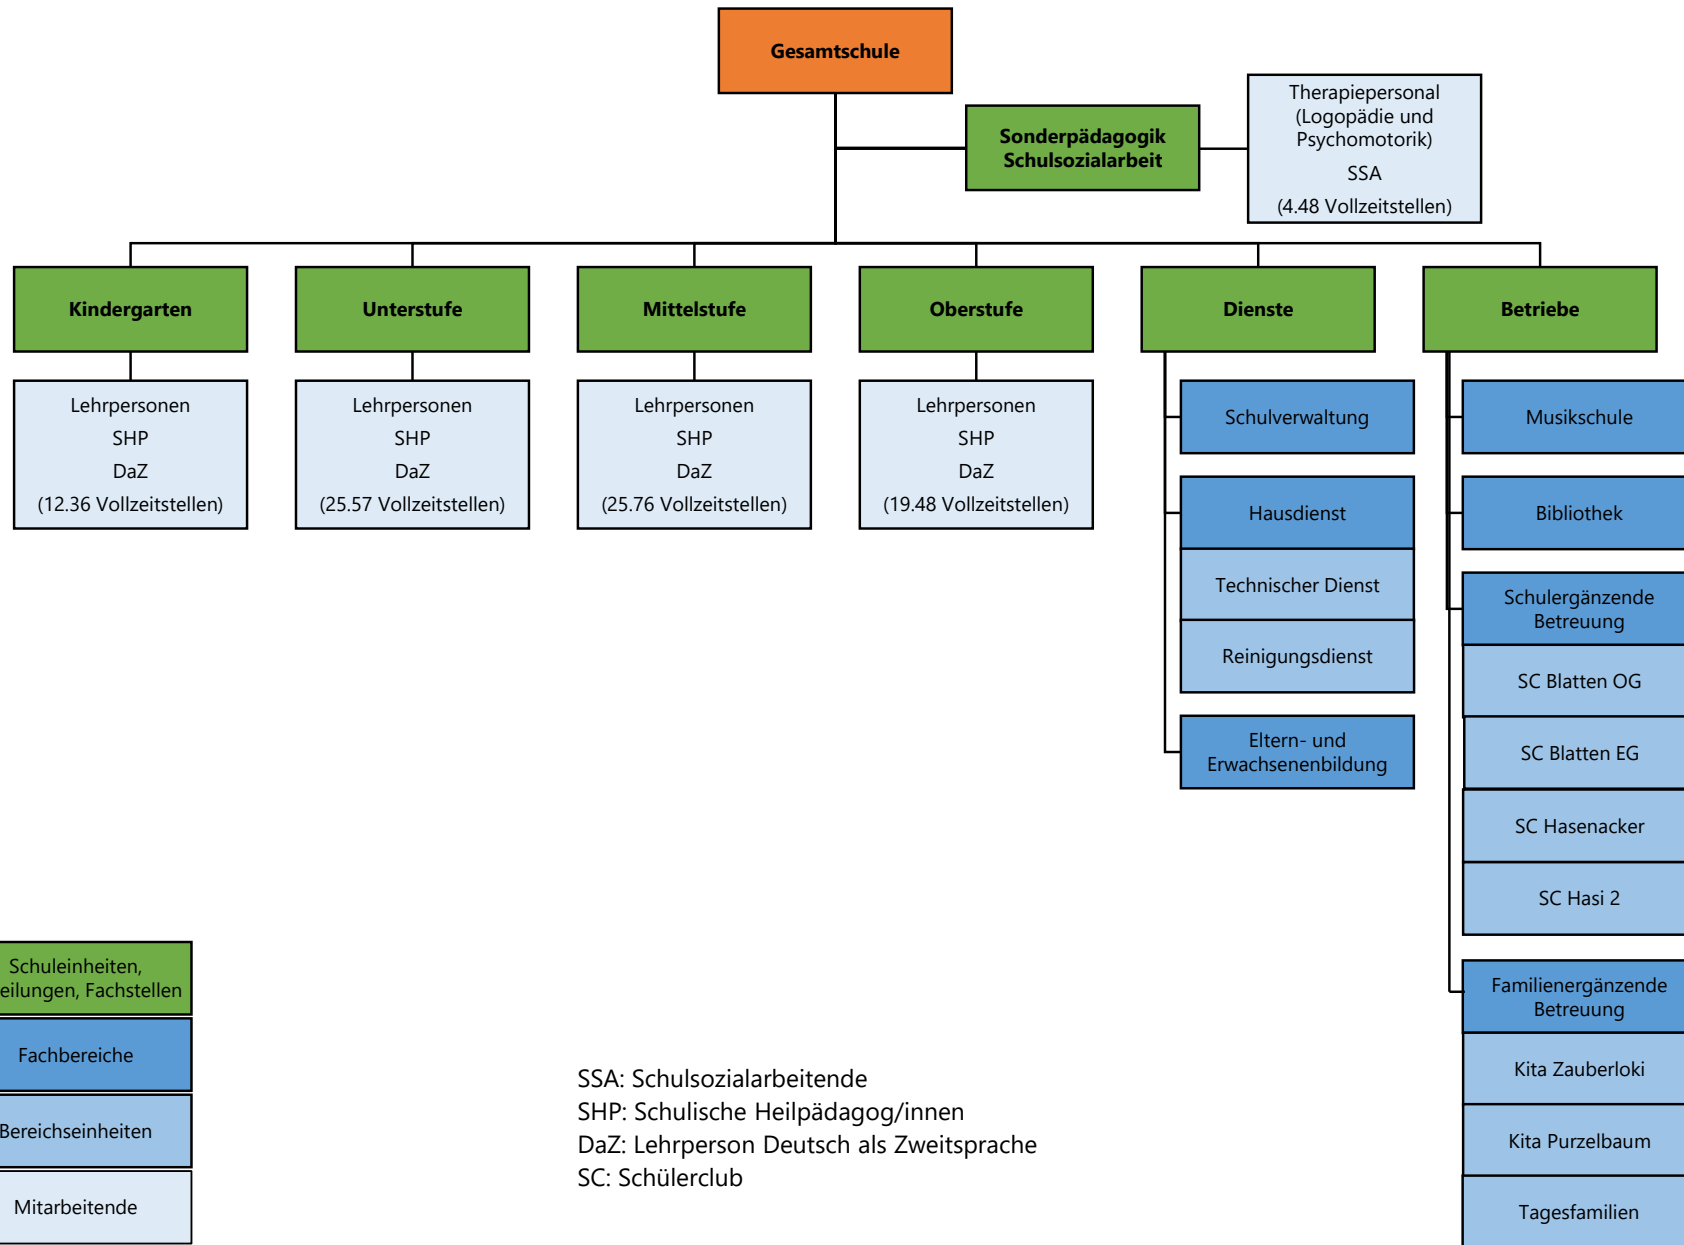 Gesamtschule
Sonderpädagogik
Schulsozialarbeit
Therapiepersonal
(Logopädie und
Psychomotorik)
SSA
(4.48 Vollzeitstellen)
Kindergarten
Unterstufe
Mittelstufe
Oberstufe
Dienste
Betriebe
Lehrpersonen
SHP
DaZ
(12.36 Vollzeitstellen)
Lehrpersonen
SHP
DaZ
(25.57 Vollzeitstellen)
Lehrpersonen
SHP
DaZ
(25.76 Vollzeitstellen)
Lehrpersonen
SHP
DaZ
(19.48 Vollzeitstellen)
Schulverwaltung
Hausdienst
Technischer Dienst
Reinigungsdienst
Eltern- und
Erwachsenenbildung
Musikschule
Bibliothek
Schulergänzende
Betreuung
SC Blatten OG
SC Blatten EG
SC Hasenacker
SC Hasi 2
Familienergänzende
Betreuung
Kita Zauberloki
Kita Purzelbaum
Tagesfamilien
Schuleinheiten,
eilungen, Fachstellen
Fachbereiche
Bereichseinheiten
Mitarbeitende
SSA: Schulsozialarbeitende
SHP: Schulische Heilpädagog/innen
DaZ: Lehrperson Deutsch als Zweitsprache
SC: Schülerclub